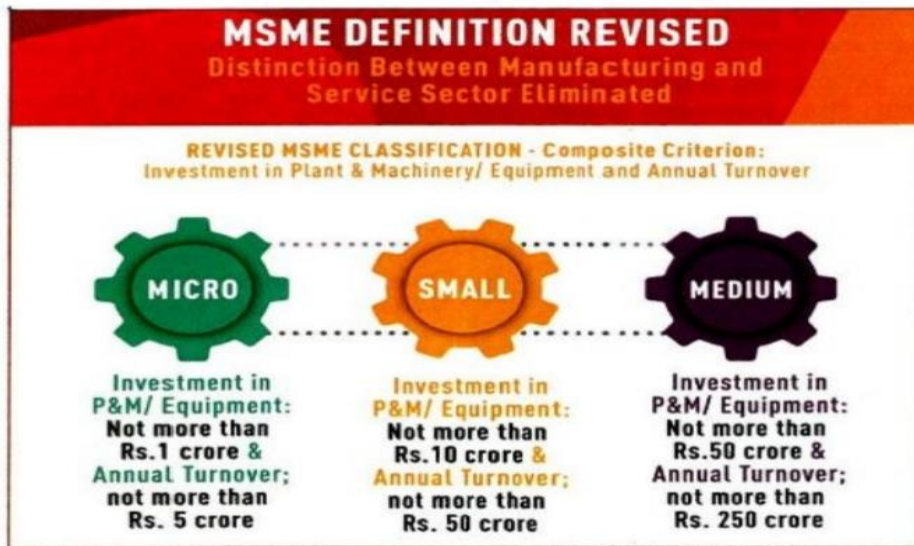 MSME DEFINITION REVISED
Distinction Between Manufacturing and
Service Sector Eliminated
REVISED MSME CLASSIFICATION - Composite Criterion:
Investment in Plant & Machinery/ Equipment and Annual Turnover
MICRO
Investment in
P&M/ Equipment:
Not more than
Rs.1 crore &
Annual Turnover;
not more than
Rs. 5 crore
SMALL
Investment in
P&M/ Equipment:
Not more than
Rs.10 crore &
Annual Turnover;
not more than
Rs. 50 crore
MEDIUM
Investment in
P&M/ Equipment:
Not more than
Rs.50 crore &
Annual Turnover;
not more than
Rs. 250 crore